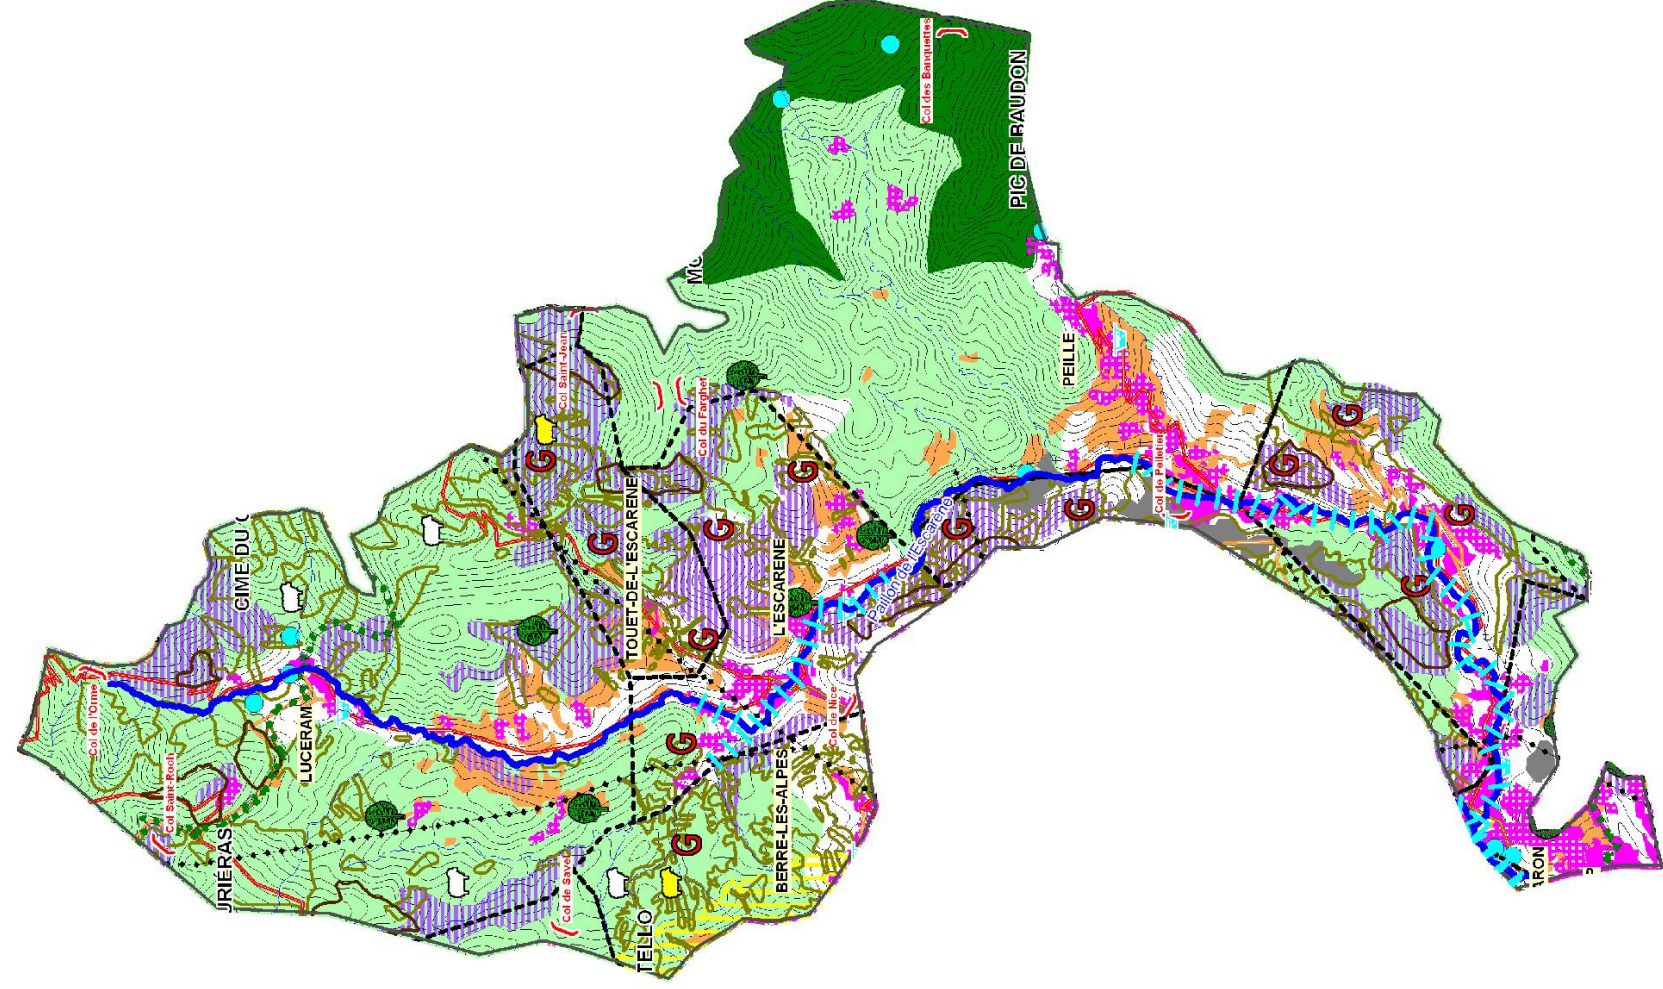 Col des Banquettes
PIC DE BAUDON
CIME DU
Col Saint-Jean
Col du Farghet
PEILLE
Col de Pelletier
TOUET-DE-L'ESCARENE
L'ESCARENE
Paillon de l'Escarène
Col de l'Orme
LUCERAM
Col Saint-Roch
Col de Nice
BERRE-LES-ALPES
Col de Savel
TELLO
G
G
G
G
G
G
G
G
G
G
G
G
G